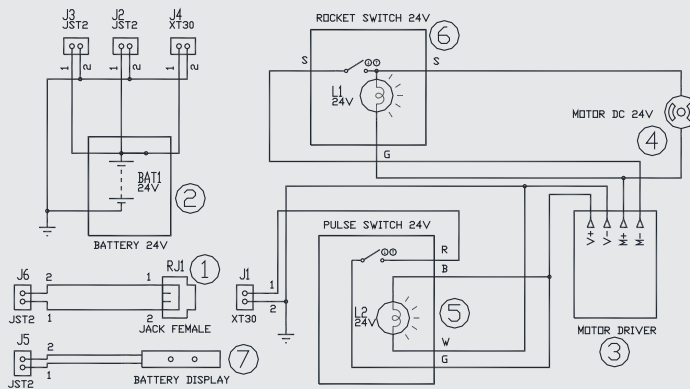 J3
JST2
J2
JST2
J4
XT30
1
2
1
2
1
2
BAT1
24V
2
BATTERY 24V
ROCKET SWITCH 24V
6
S
S
L1
24V
G
MOTOR DC 24V
4
PULSE SWITCH 24V
R
B
L2
24V
5
W
G
V+
V-
M+
M-
MOTOR DRIVER
3
J6
JST2
2
1
RJ1
1
1
2
JACK FEMALE
J1
XT30
1
2
J5
JST2
2
1
BATTERY DISPLAY
7